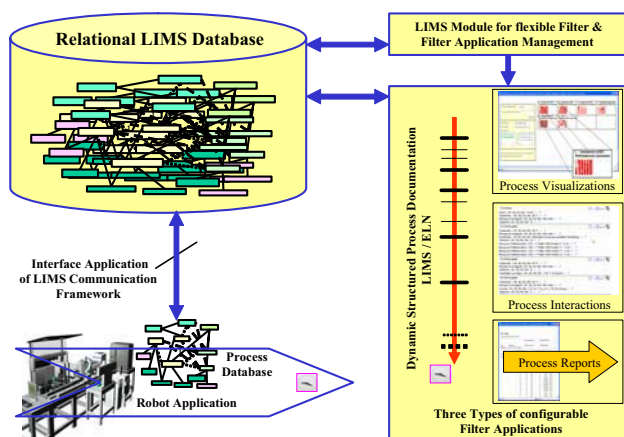 Relational LIMS Database
LIMS Module for flexible Filter &
Filter Application Management
Dynamic Structured Process Documentation
LIMS / ELN
Process Visualizations
Interface Application
of LIMS Communication
Framework
Process Interactions
Process
Database
Robot Application
Process Reports
Three Types of configurable
Filter Applications